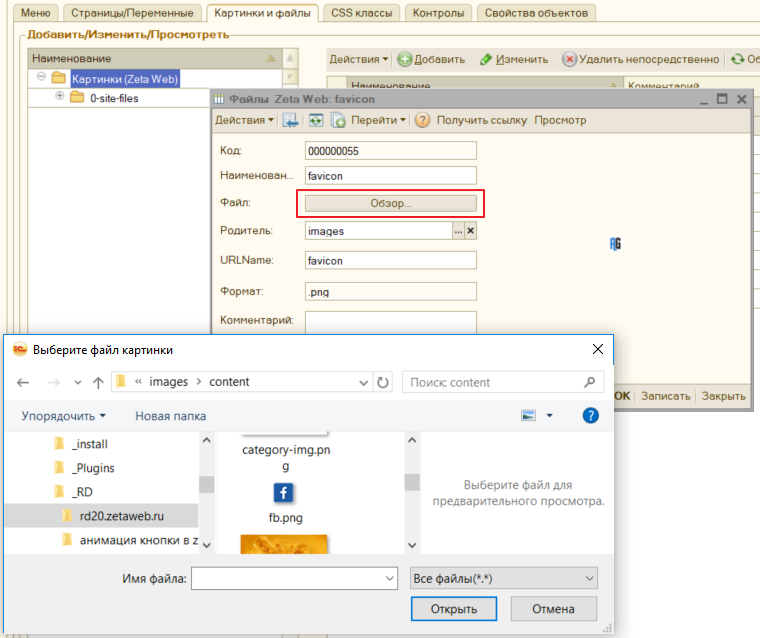 Меню Страницы/Переменные Картинки и файлы CSS классы Контролы Свойства объектов
Добавить/Изменить/Просмотреть
Наименование
Действия Добавить Изменить Удалить непосредственно
Картинки (Zeta Web)
Наименование Комментарий
0-site-files
Файлы Zeta Web: favicon
Действия Перейти Получить ссылку Просмотр
Код: 000000055
Наименован... favicon
Файл: Обзор...
Родитель: images ... ×
AG
URLName: favicon
Формат: .png
Комментарий:
OK Записать Закрыть
Выберите файл картинки
« images > content
Поиск: content
Упорядочить Новая папка ?
_install
_Plugins
_RD
rd20.zetaweb.ru
анимация кнопки в z
category-img.pn
g
f
fb.png
Выберите файл для
предварительного просмотра.
Имя файла: Все файлы(*.*)
Открыть Отмена